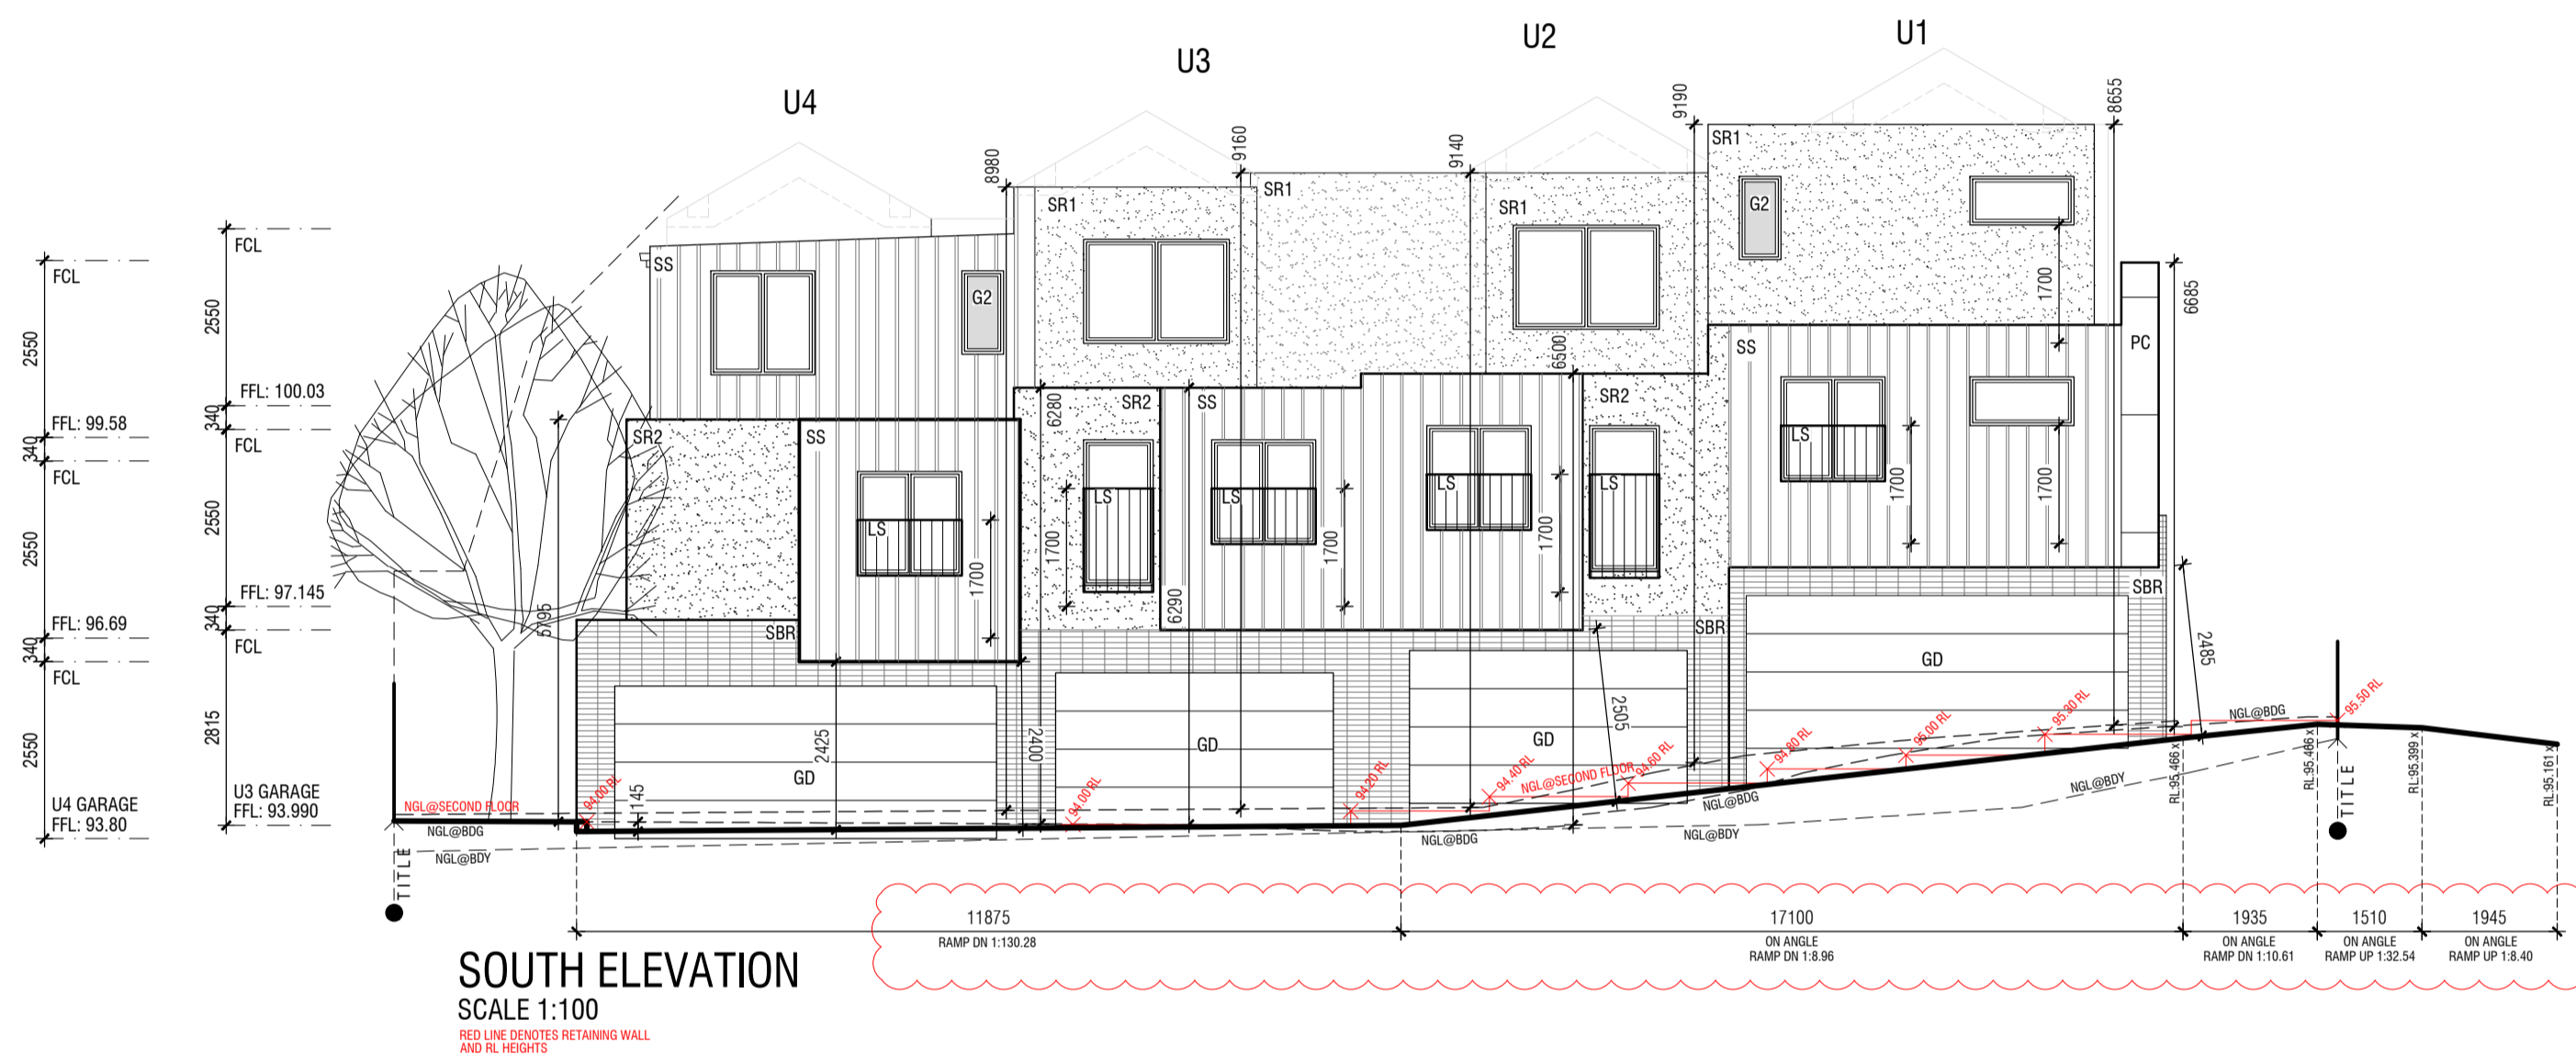 U4
U3
U2
U1
8980
9160
9140
9190
8655
SR1
SR1
SR1
SR1
G2
G2
SS
FCL
FCL
2550
2550
1700
6685
PC
FFL: 100.03
FFL: 99.58
340
340
FCL
FCL
SR2
SS
6280
SR2
SS
6500
SR2
SS
LS
LS
LS
LS
LS
LS
1700
1700
1700
1700
1700
1700
2550
2550
5795
6290
FFL: 97.145
FFL: 96.69
340
340
FCL
FCL
SBR
SBR
SBR
2485
2815
2550
2425
2400
2505
GD
GD
GD
GD
U3 GARAGE
FFL: 93.990
U4 GARAGE
FFL: 93.80
145
NGL@SECOND FLOOR
NGL@SECOND FLOOR
94.00 RL
94.00 RL
94.20 RL
94.40 RL
94.60 RL
94.80 RL
95.00 RL
95.30 RL
95.50 RL
NGL@BDG
NGL@BDG
NGL@BDG
NGL@BDG
NGL@BDY
NGL@BDY
NGL@BDY
TITLE
TITLE
RL:95.466 x
RL:95.466 x
RL:95.399 x
RL:95.161 x
11875
RAMP DN 1:130.28
17100
ON ANGLE
RAMP DN 1:8.96
1935
ON ANGLE
RAMP DN 1:10.61
1510
ON ANGLE
RAMP UP 1:32.54
1945
ON ANGLE
RAMP UP 1:8.40
SOUTH ELEVATION
SCALE 1:100
RED LINE DENOTES RETAINING WALL
AND RL HEIGHTS